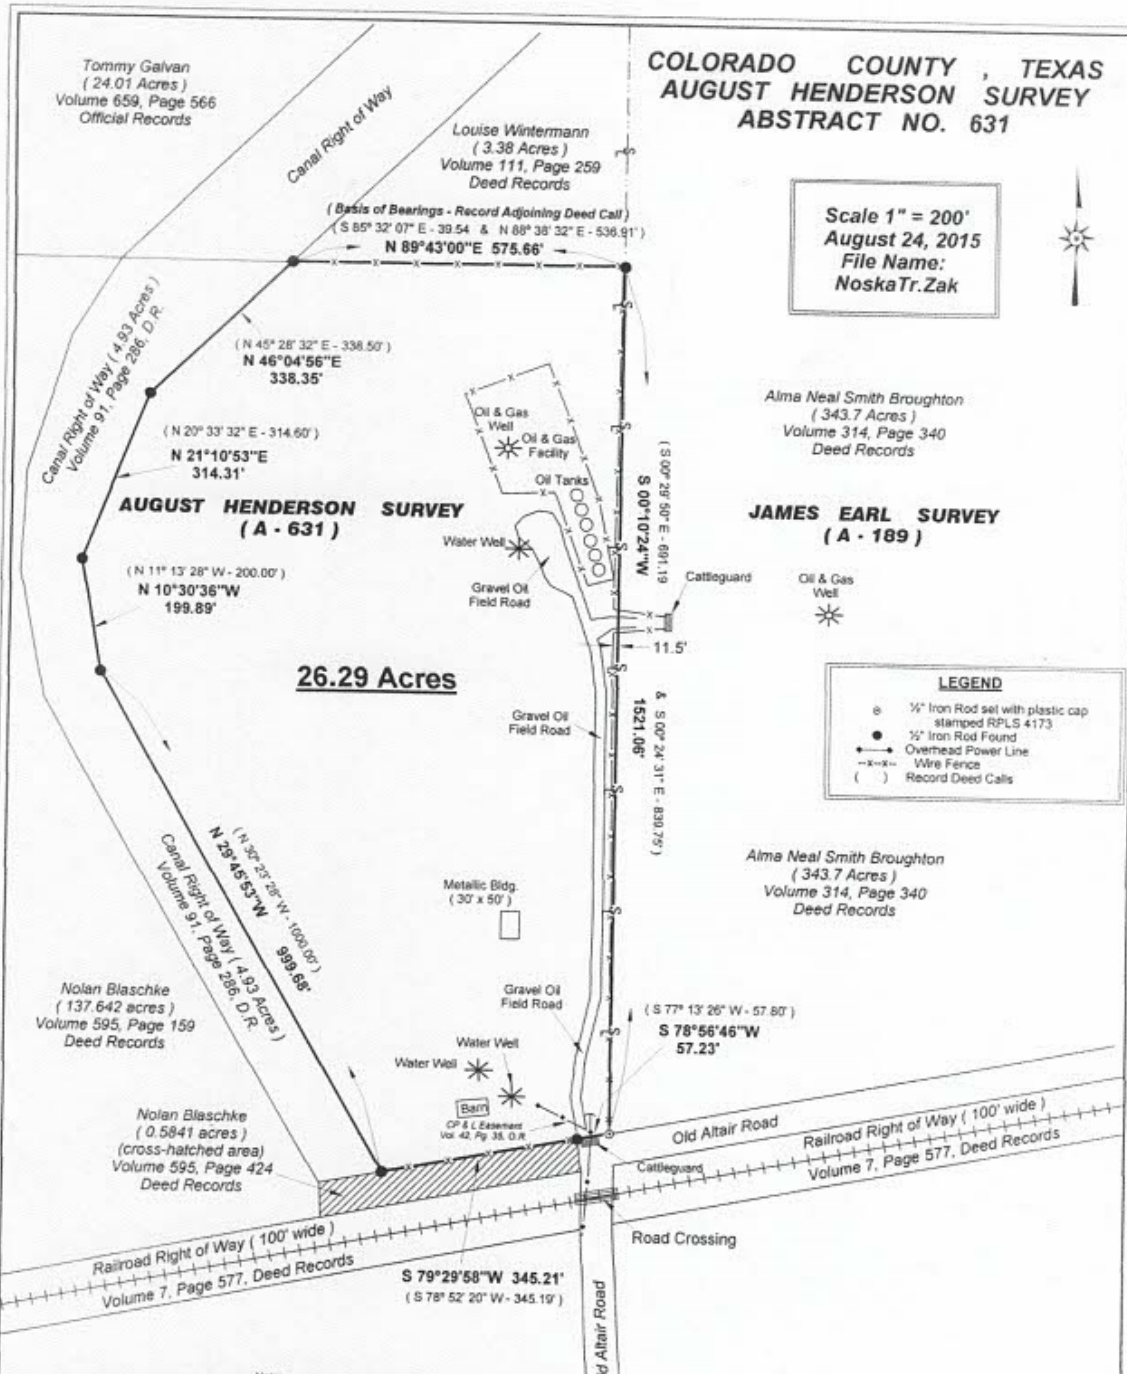 COLORADO COUNTY , TEXAS
AUGUST HENDERSON SURVEY
ABSTRACT NO. 631
Tommy Galvan
( 24.01 Acres )
Volume 659, Page 566
Official Records
Canal Right of Way
Louise Wintermann
( 3.38 Acres )
Volume 111, Page 259
Deed Records
Scale 1" = 200'
August 24, 2015
File Name:
NoskaTr.Zak
( Basis of Bearings - Record Adjoining Deed Call )
( S 85° 32' 07" E - 39.54 & N 88° 38' 32" E - 536.91' )
N 89°43'00"E 575.66'
Canal Right of Way ( 4.93 Acres )
Volume 91, Page 286, D.R.
( N 45° 28' 32" E - 338.50' )
N 46°04'56"E
338.35'
( N 20° 33' 32" E - 314.60' )
N 21°10'53"E
314.31'
Oil & Gas
Well
Oil & Gas
Facility
Oil Tanks
Alma Neal Smith Broughton
( 343.7 Acres )
Volume 314, Page 340
Deed Records
AUGUST HENDERSON SURVEY
( A - 631 )
JAMES EARL SURVEY
( A - 189 )
( S 00° 29' 50" E - 691.19
& S 00° 24' 31" E - 839.75' )
S 00°10'24"W
1521.06'
Water Well
Gravel Oil
Field Road
( N 11° 13' 28" W - 200.00' )
N 10°30'36"W
199.89'
Cattleguard
Oil & Gas
Well
11.5'
26.29 Acres
LEGEND
½" Iron Rod set with plastic cap
stamped RPLS 4173
½" Iron Rod Found
Overhead Power Line
--x--x-- Wire Fence
( ) Record Deed Calls
Gravel Oil
Field Road
( N 30° 23' 28" W - 1000.00' )
N 29°45'53"W 999.68'
Canal Right of Way ( 4.93 Acres )
Volume 91, Page 286, D.R.
Alma Neal Smith Broughton
( 343.7 Acres )
Volume 314, Page 340
Deed Records
Metallic Bldg.
( 30' x 50' )
Nolan Blaschke
( 137.642 acres )
Volume 595, Page 159
Deed Records
Gravel Oil
Field Road
( S 77° 13' 26" W - 57.80' )
S 78°56'46"W
57.23'
Water Well
Water Well
Barn
CP & L Easement
Vol. 42, Pg. 35, O.R.
Nolan Blaschke
( 0.5841 acres )
(cross-hatched area)
Volume 595, Page 424
Deed Records
Old Altair Road
Railroad Right of Way ( 100' wide )
Volume 7, Page 577, Deed Records
Cattleguard
Road Crossing
Railroad Right of Way ( 100' wide )
Volume 7, Page 577, Deed Records
S 79°29'58"W 345.21'
( S 78° 52' 20" W - 345.19' )
d Altair Road